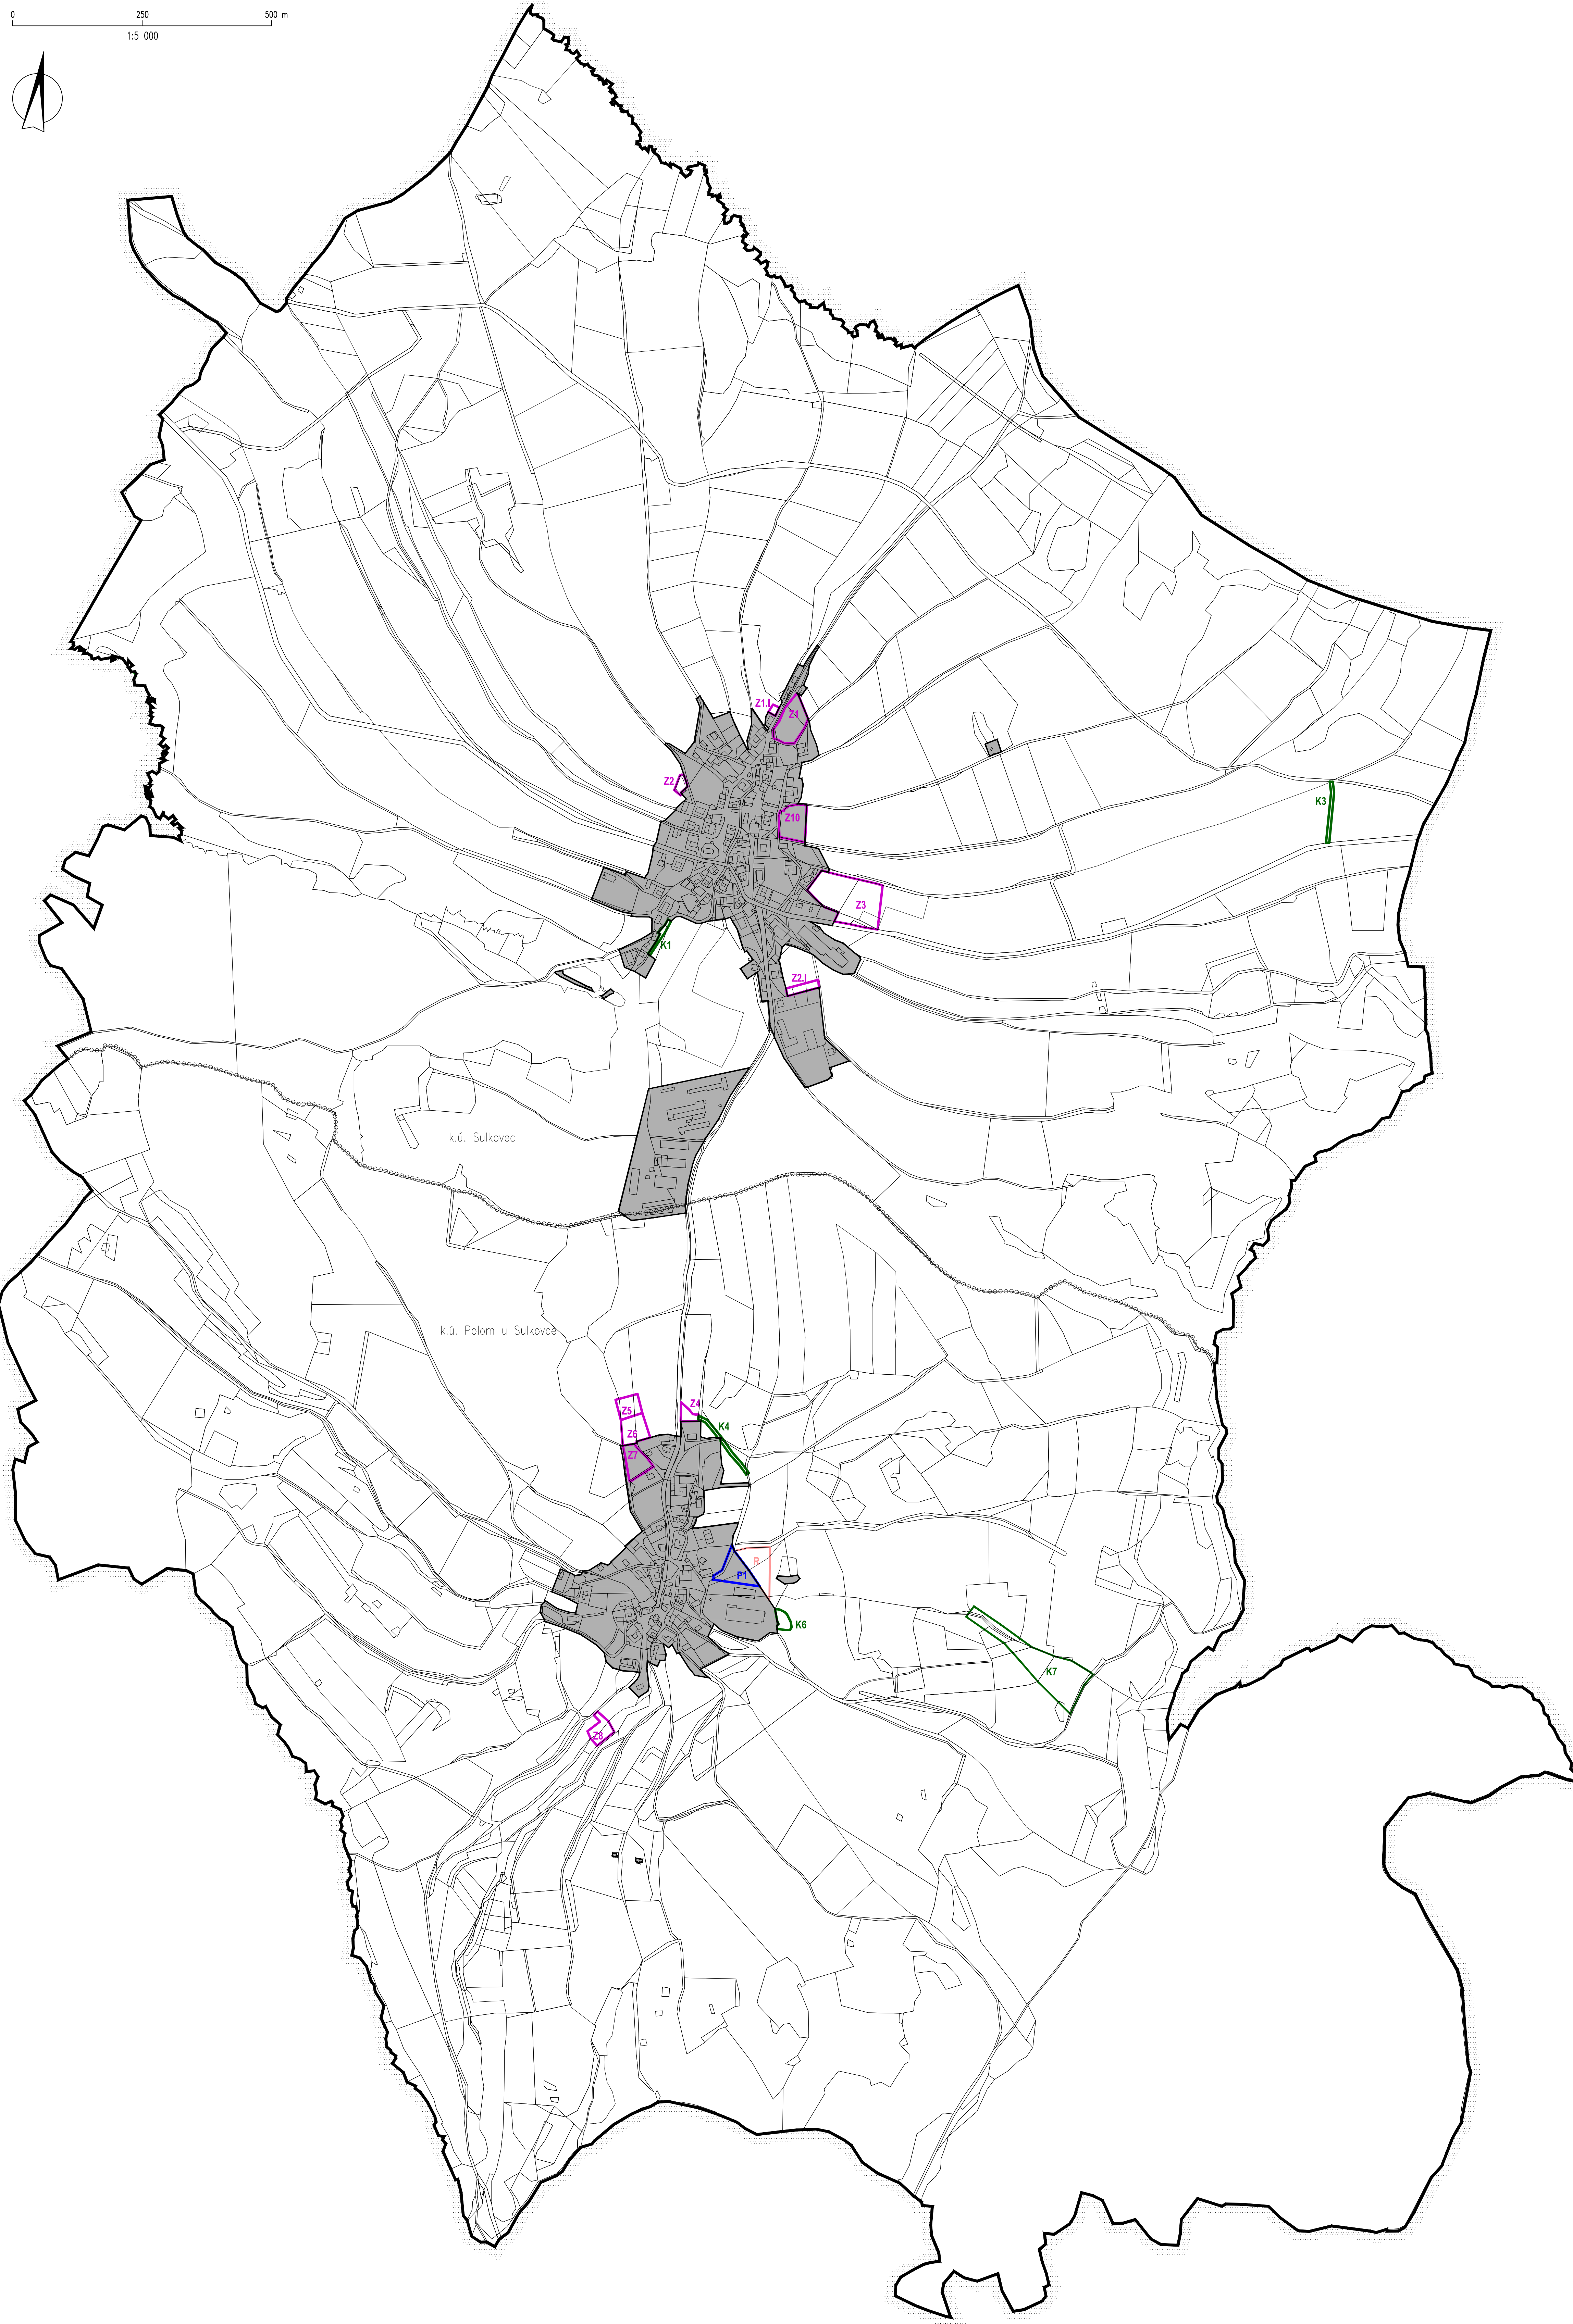 0 250 500 m
1:5 000
Z1.I
Z1
Z2
Z10
K3
Z3
K1
Z2.I
k.ú. Sulkovec
k.ú. Polom u Sulkovce
Z4
Z5
K4
Z6
Z7
R
P1
K6
K7
Z8